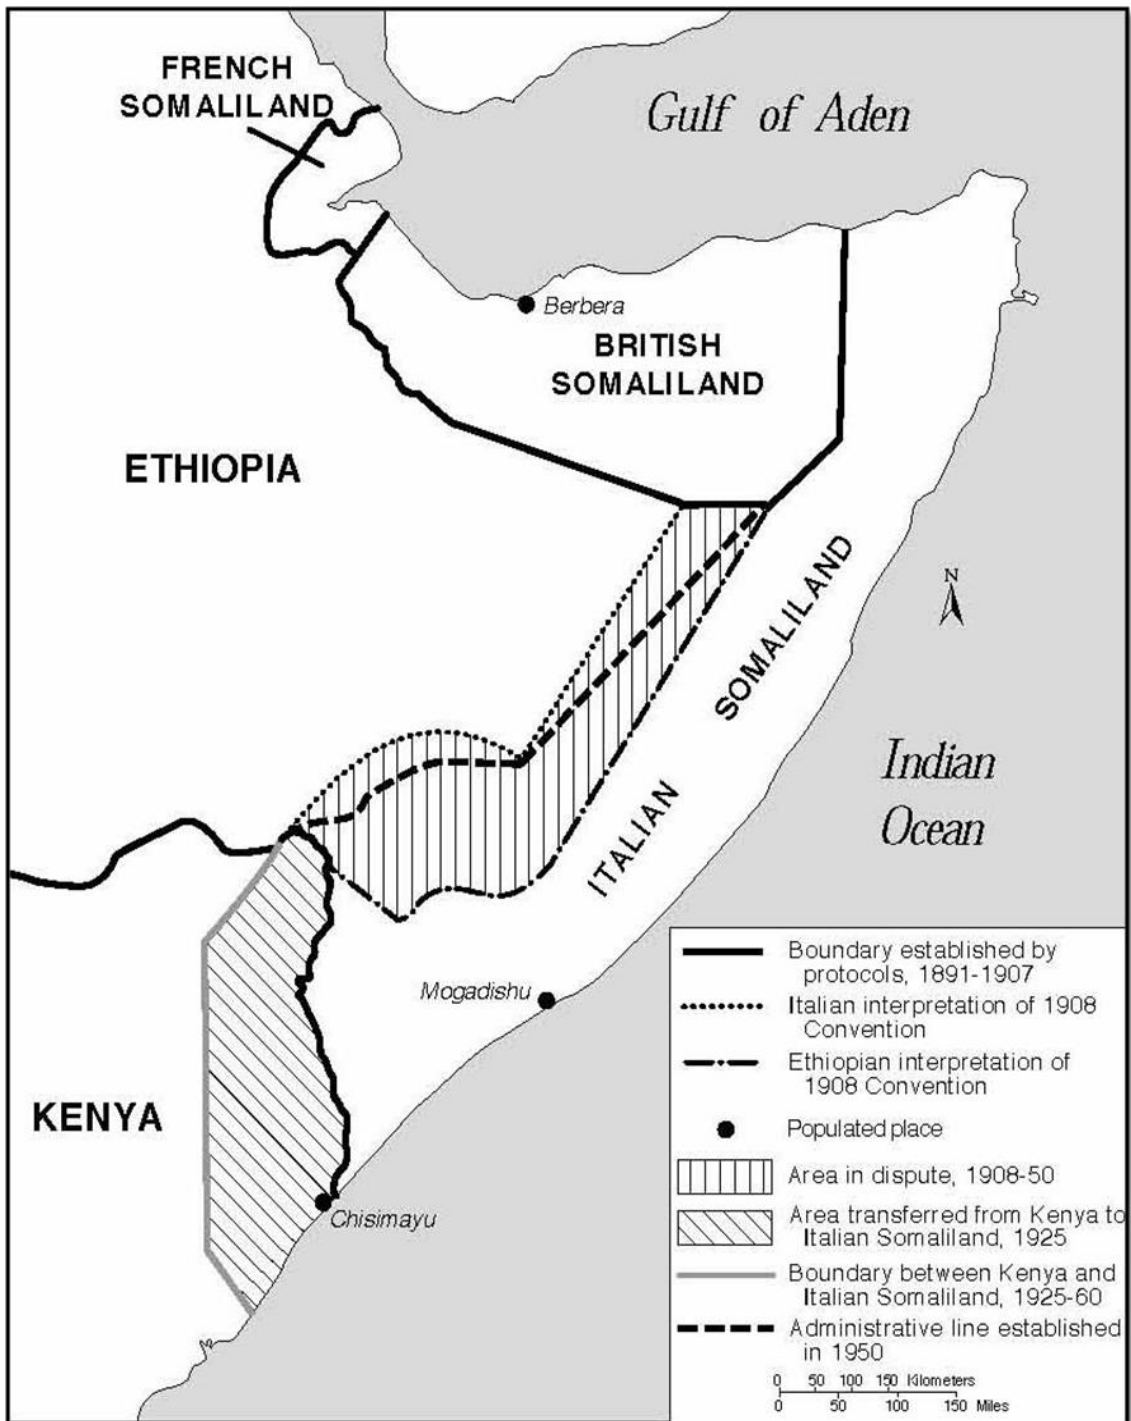 FRENCH
SOMALILAND
Gulf of Aden
Berbera
BRITISH
SOMALILAND
ETHIOPIA
SOMALILAND
N
Indian
Ocean
ITALIAN
Mogadishu
KENYA
Chisimayu
Boundary established by
protocols, 1891-1907
Italian interpretation of 1908
Convention
Ethiopian interpretation of
1908 Convention
Populated place
Area in dispute, 1908-50
Area transferred from Kenya to
Italian Somaliland, 1925
Boundary between Kenya and
Italian Somaliland, 1925-60
Administrative line established
in 1950
0 50 100 150 Kilometers
0 50 100 150 Miles